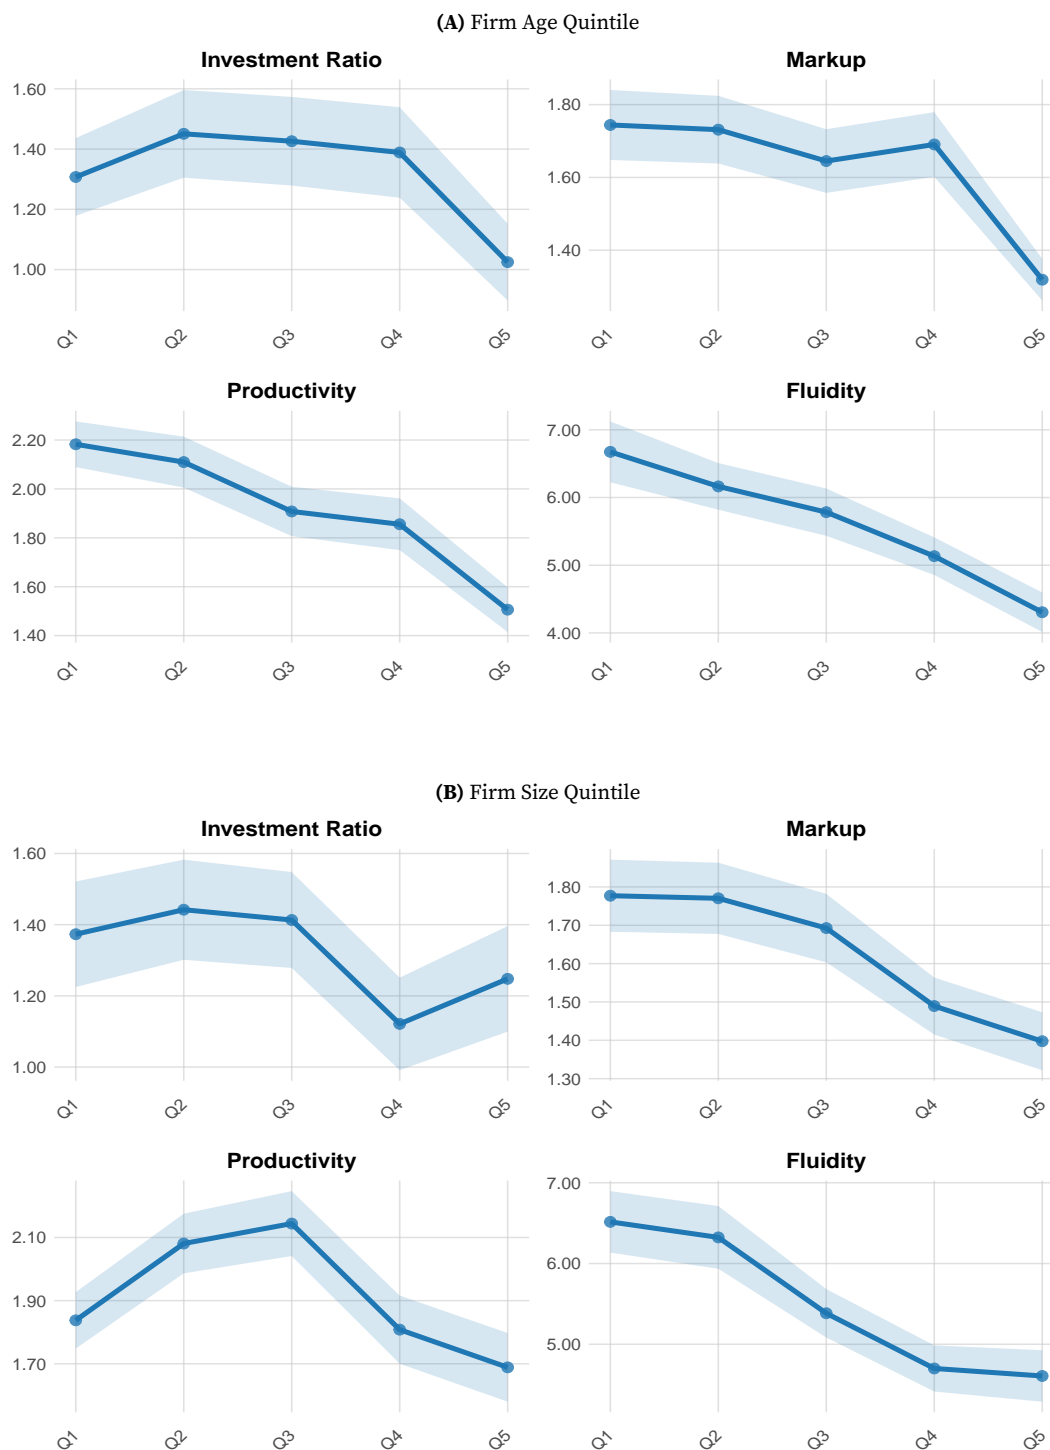 (A) Firm Age Quintile
Investment Ratio
1.60
1.40
1.20
1.00
Q1 Q2 Q3 Q4 Q5
Markup
1.80
1.60
1.40
Q1 Q2 Q3 Q4 Q5
Productivity
2.20
2.00
1.80
1.60
1.40
Q1 Q2 Q3 Q4 Q5
Fluidity
7.00
6.00
5.00
4.00
Q1 Q2 Q3 Q4 Q5
(B) Firm Size Quintile
Investment Ratio
1.60
1.40
1.20
1.00
Q1 Q2 Q3 Q4 Q5
Markup
1.80
1.70
1.60
1.50
1.40
1.30
Q1 Q2 Q3 Q4 Q5
Productivity
2.10
1.90
1.70
Q1 Q2 Q3 Q4 Q5
Fluidity
7.00
6.00
5.00
Q1 Q2 Q3 Q4 Q5